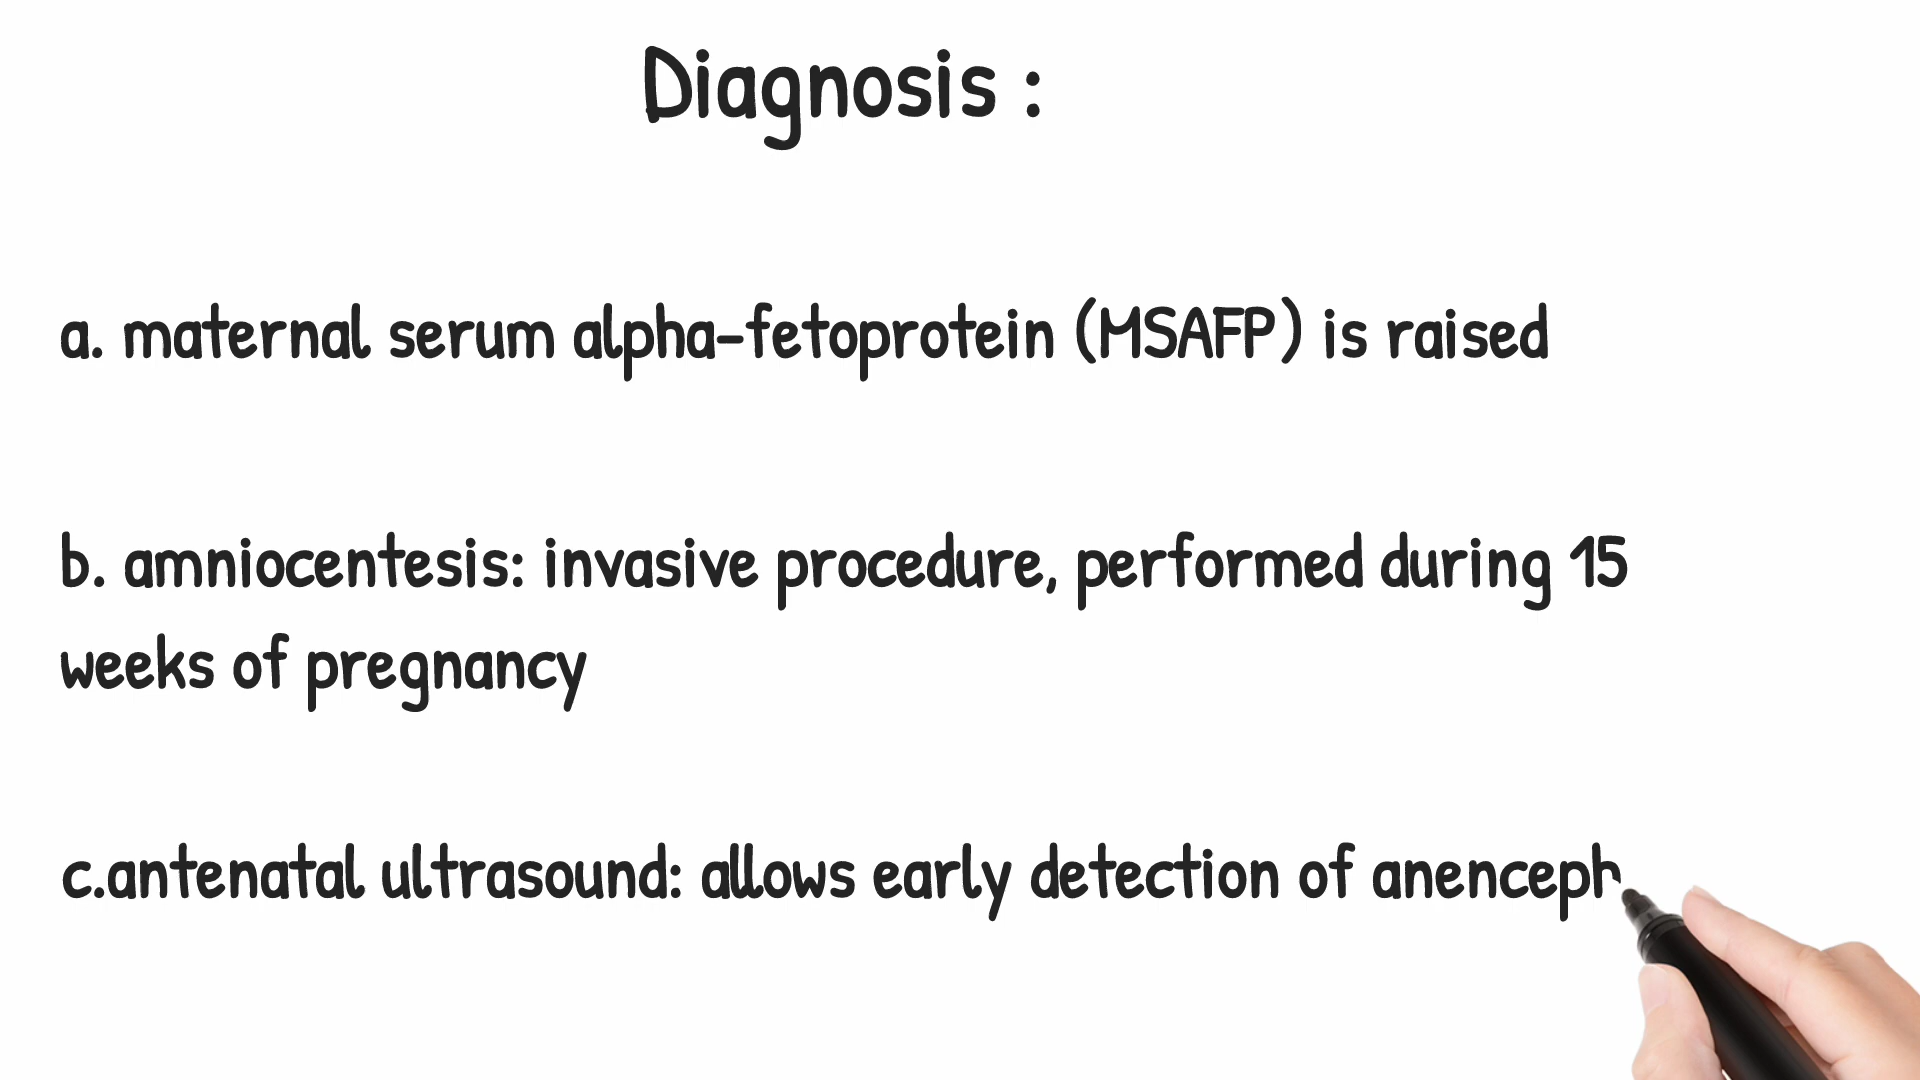 Diagnosis :
a. maternal serum alpha-fetoprotein (MSAFP) is raised
b. amniocentesis: invasive procedure, performed during 15
weeks of pregnancy
c.antenatal ultrasound: allows early detection of anenceph